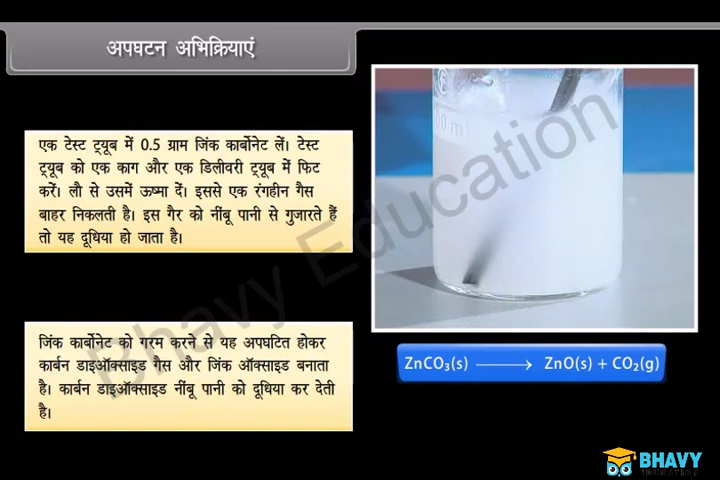 अपघटन अभिक्रियाएं
एक टेस्ट ट्यूब में 0.5 ग्राम जिंक कार्बोनेट लें। टेस्ट
ट्यूब को एक काग और एक डिलीवरी ट्यूब में फिट
करें। लौ से उसमें ऊष्मा दें। इससे एक रंगहीन गैस
बाहर निकलती है। इस गैर को नींबू पानी से गुजारते हैं
तो यह दूधिया हो जाता है।
जिंक कार्बोनेट को गरम करने से यह अपघटित होकर
कार्बन डाइऑक्साइड गैस और जिंक ऑक्साइड बनाता
है। कार्बन डाइऑक्साइड नींबू पानी को दूधिया कर देती
है।
00 ml
ZnCO₃(s) ⟶ ZnO(s) + CO₂(g)
Bhavy Education
BHAVY